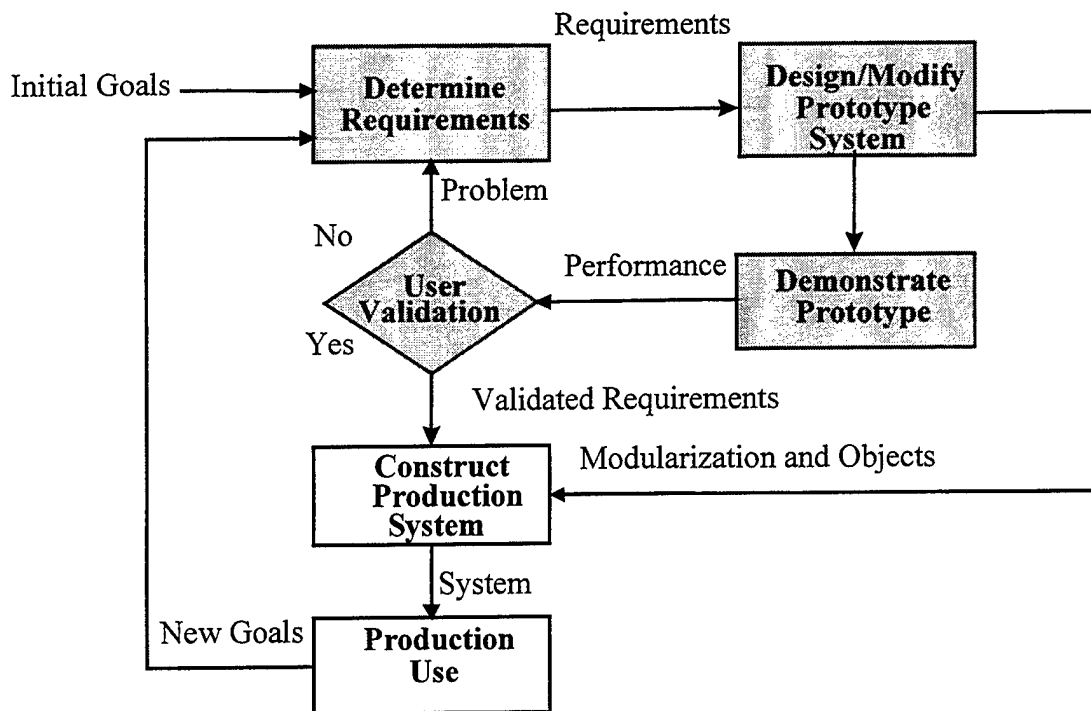 Requirements
Initial Goals
Determine
Requirements
Design/Modify
Prototype
System
Problem
No
User
Validation
Yes
Performance
Demonstrate
Prototype
Validated Requirements
Construct
Production
System
Modularization and Objects
System
New Goals
Production
Use